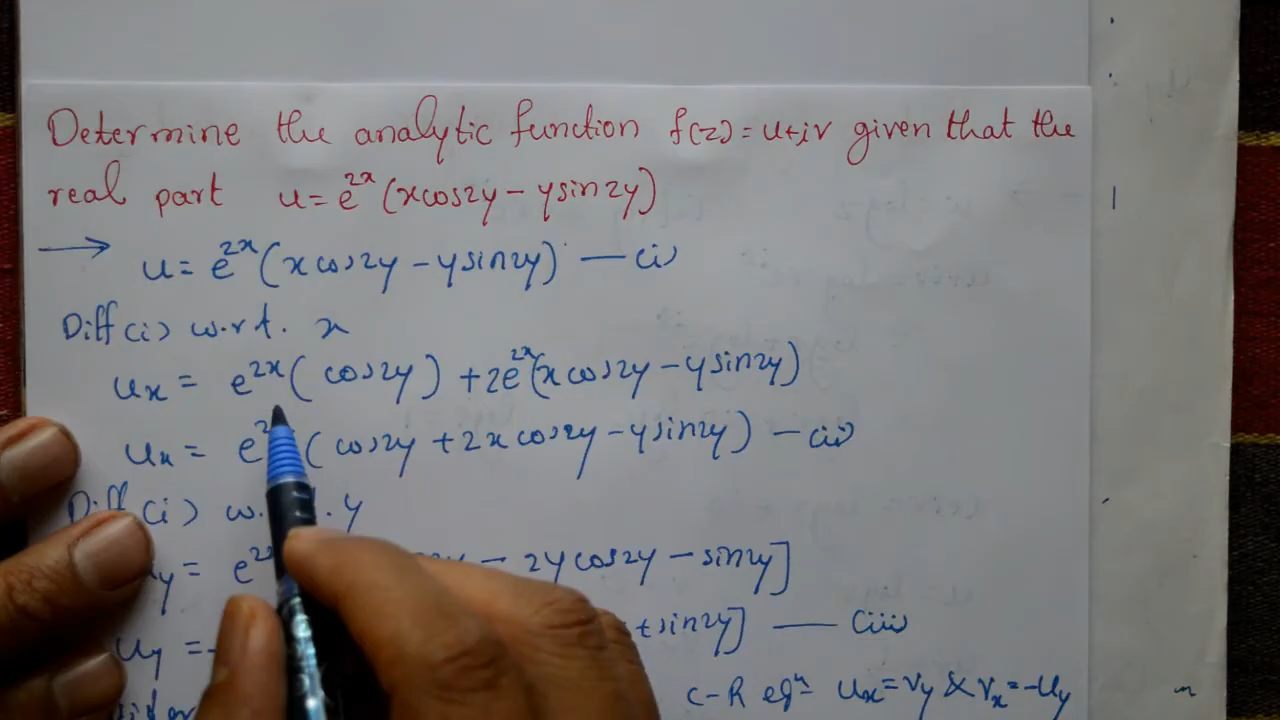 Determine the analytic function f(z)=u+iv given that the
real part u=e^2x (xcos2y - ysin2y)
→ u= e^2x (xcos2y - ysin2y) — (i)
Diff (i) w.r.t. x
ux = e^2x (cos2y) + 2e^2x (xcos2y - ysin2y)
ux = e (cos2y + 2xcos2y - ysin2y) — (ii)
Diff (i) w. . y
y = e - 2ycos2y - sin2y]
uy = - +sin2y] — (iii)
C-R eqn ux = vy & vx = -uy